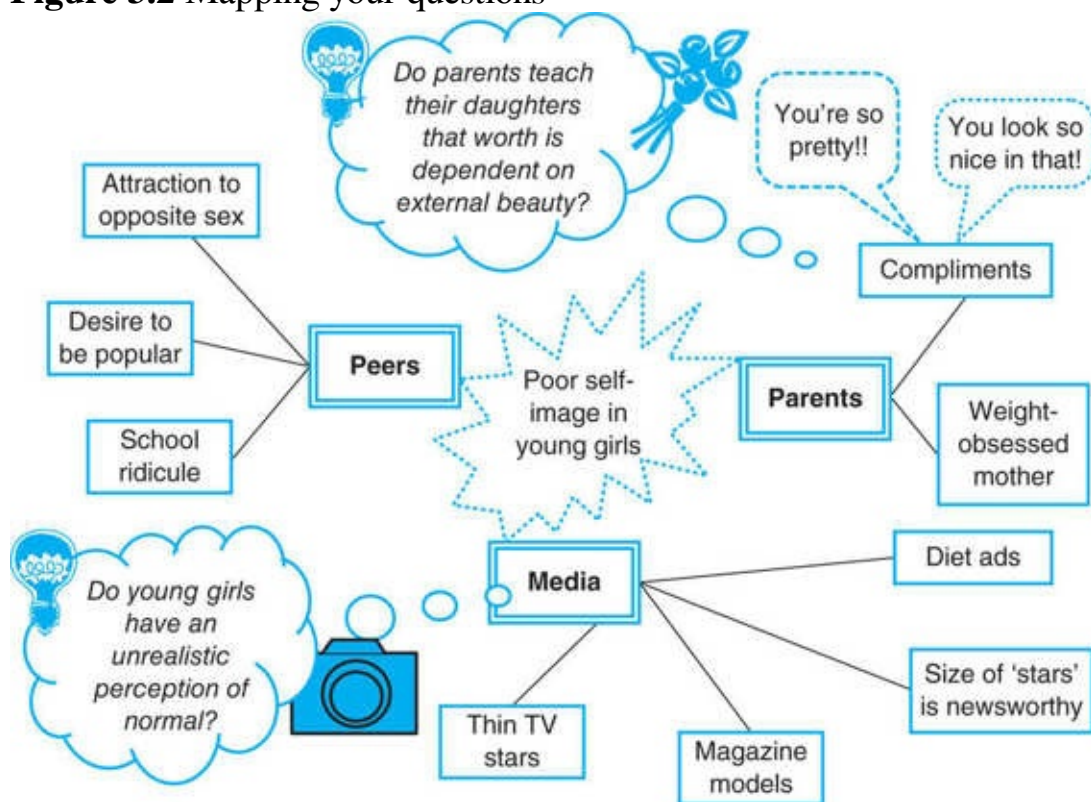 Figure 3.2 Mapping your questions
Do parents teach
their daughters
that worth is
dependent on
external beauty?
You're so
pretty!!
You look so
nice in that!
Attraction to
opposite sex
Compliments
Desire to
be popular
Peers
Poor self-
image in
young girls
Parents
School
ridicule
Weight-
obsessed
mother
Do young girls
have an
unrealistic
perception of
normal?
Media
Diet ads
Size of ‘stars’
is newsworthy
Thin TV
stars
Magazine
models